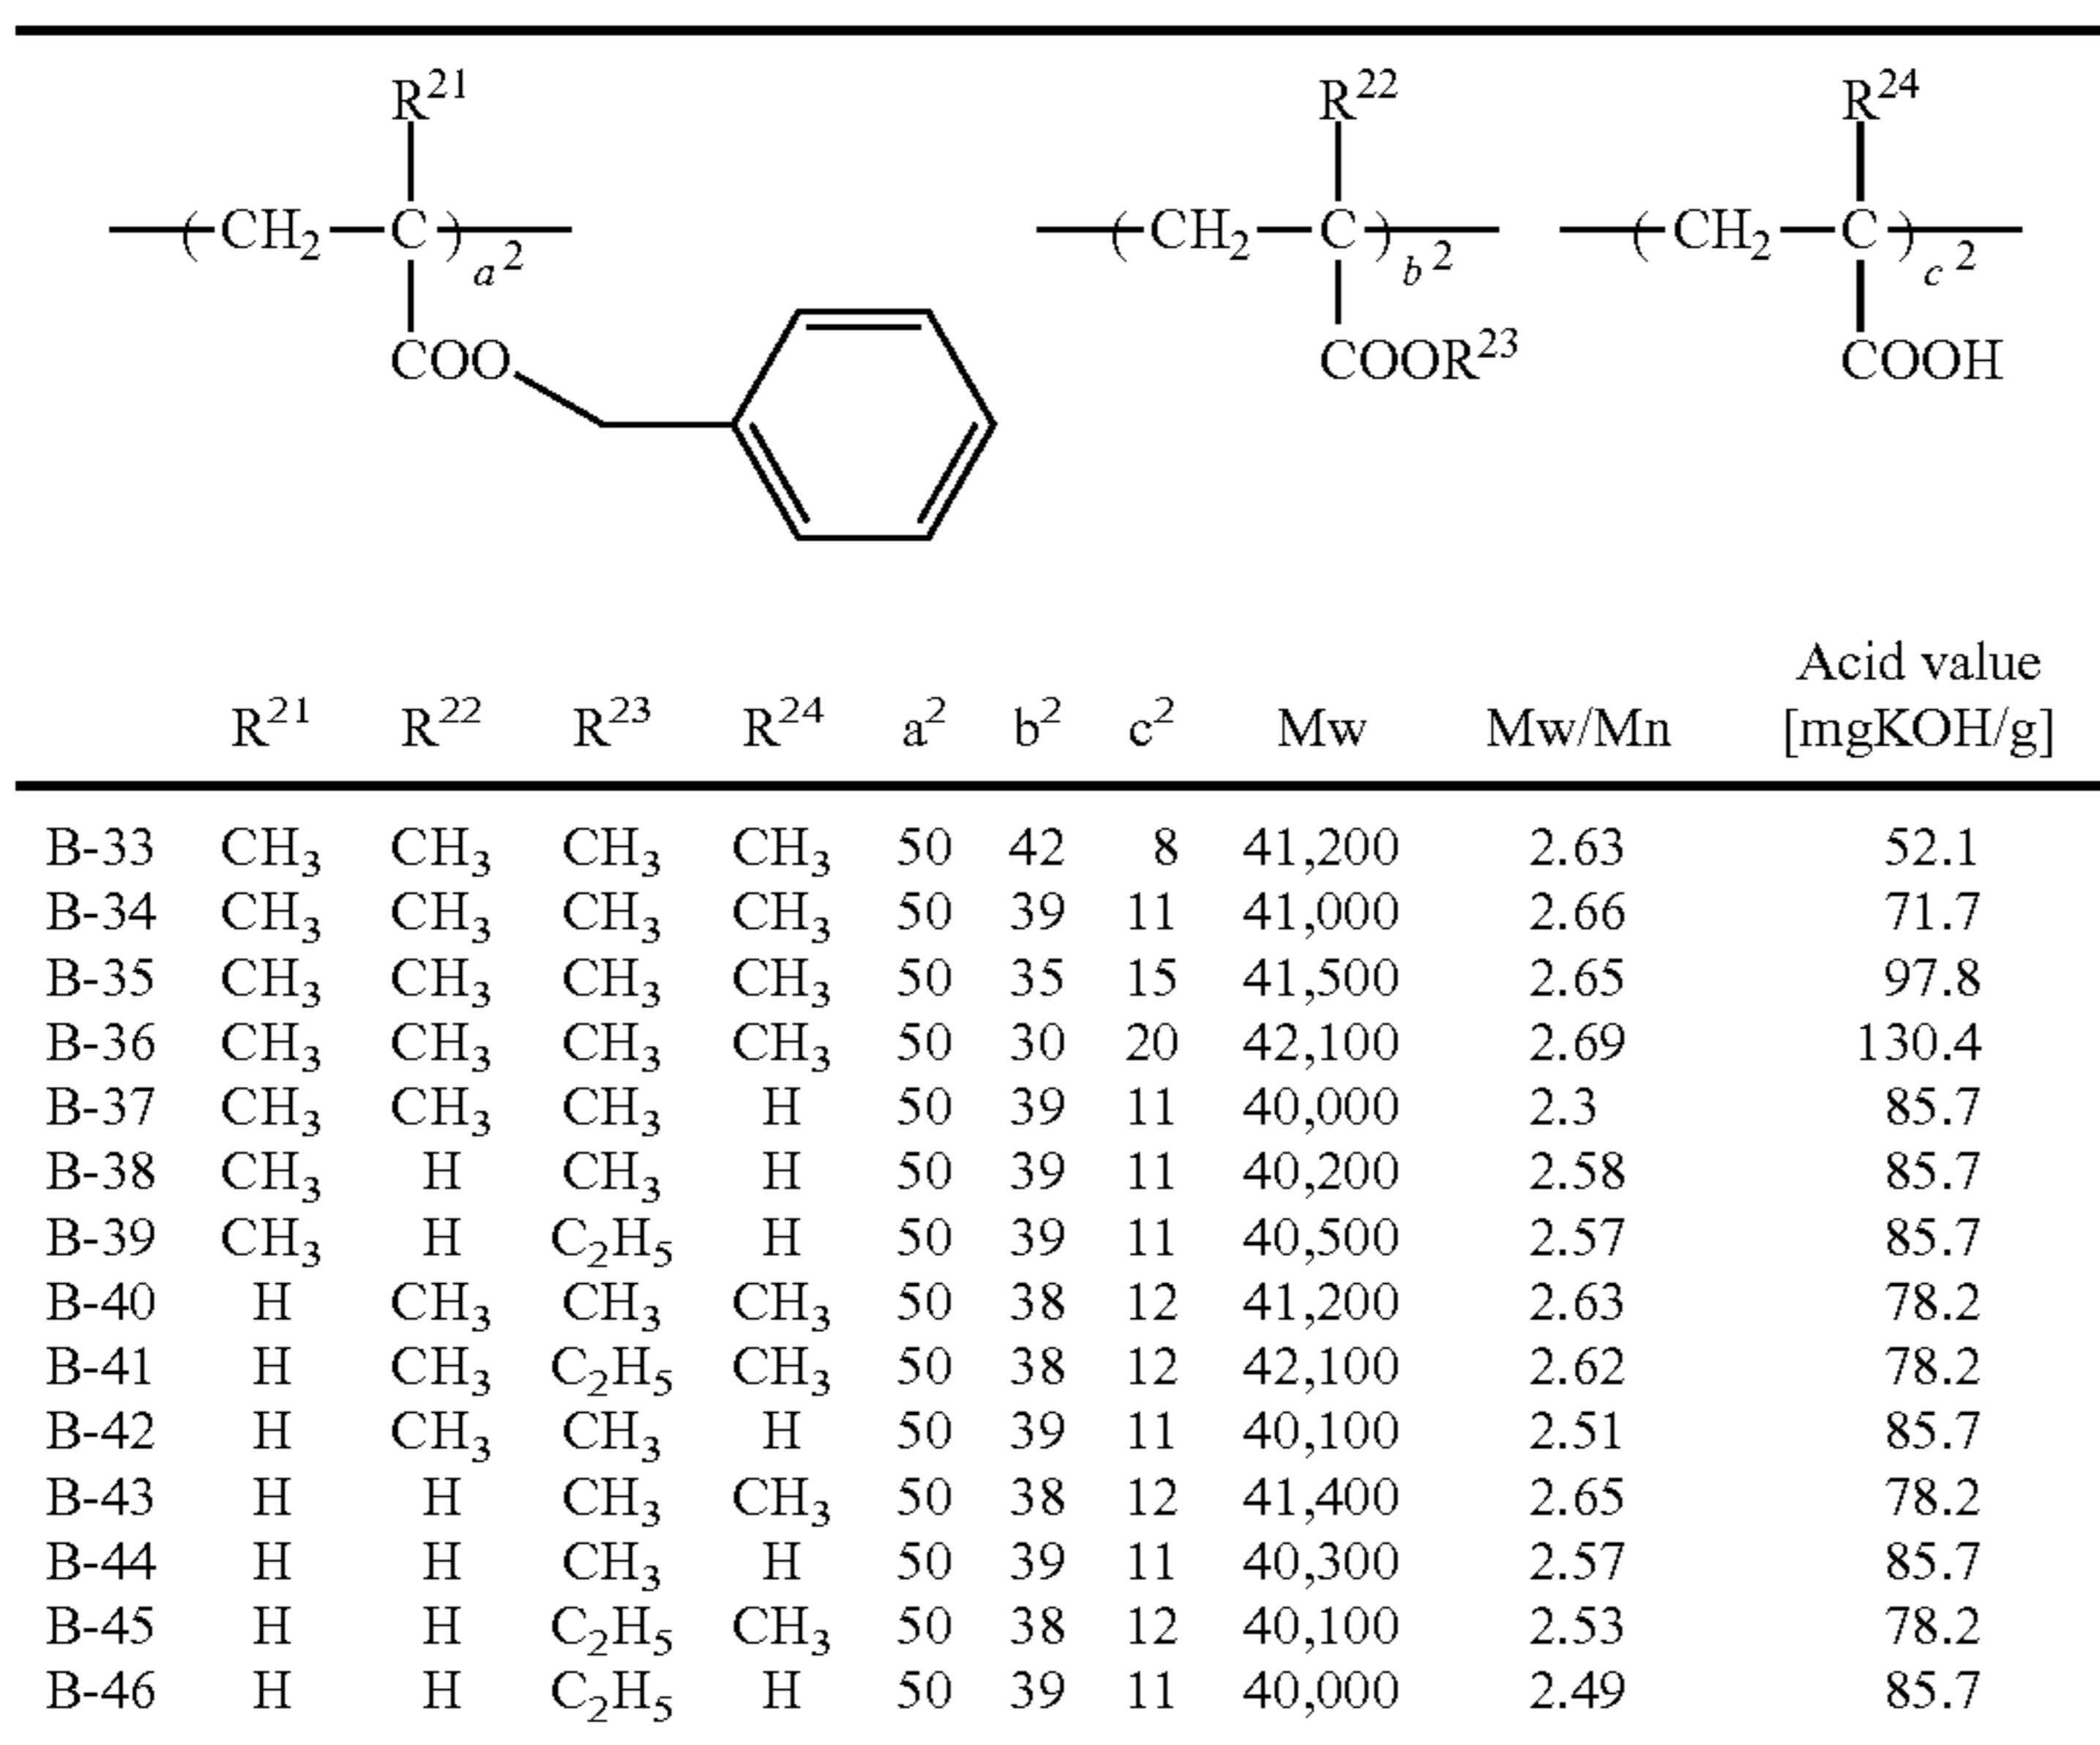 R²¹ R²² R²⁴
—(CH₂—C)—a² —(CH₂—C)—b² —(CH₂—C)—c²
COO COOR²³ COOH
Acid value
R²¹ R²² R²³ R²⁴ a² b² c² Mw Mw/Mn [mgKOH/g]
B-33 CH₃ CH₃ CH₃ CH₃ 50 42 8 41,200 2.63 52.1
B-34 CH₃ CH₃ CH₃ CH₃ 50 39 11 41,000 2.66 71.7
B-35 CH₃ CH₃ CH₃ CH₃ 50 35 15 41,500 2.65 97.8
B-36 CH₃ CH₃ CH₃ CH₃ 50 30 20 42,100 2.69 130.4
B-37 CH₃ CH₃ CH₃ H 50 39 11 40,000 2.3 85.7
B-38 CH₃ H CH₃ H 50 39 11 40,200 2.58 85.7
B-39 CH₃ H C₂H₅ H 50 39 11 40,500 2.57 85.7
B-40 H CH₃ CH₃ CH₃ 50 38 12 41,200 2.63 78.2
B-41 H CH₃ C₂H₅ CH₃ 50 38 12 42,100 2.62 78.2
B-42 H CH₃ CH₃ H 50 39 11 40,100 2.51 85.7
B-43 H H CH₃ CH₃ 50 38 12 41,400 2.65 78.2
B-44 H H CH₃ H 50 39 11 40,300 2.57 85.7
B-45 H H C₂H₅ CH₃ 50 38 12 40,100 2.53 78.2
B-46 H H C₂H₅ H 50 39 11 40,000 2.49 85.7